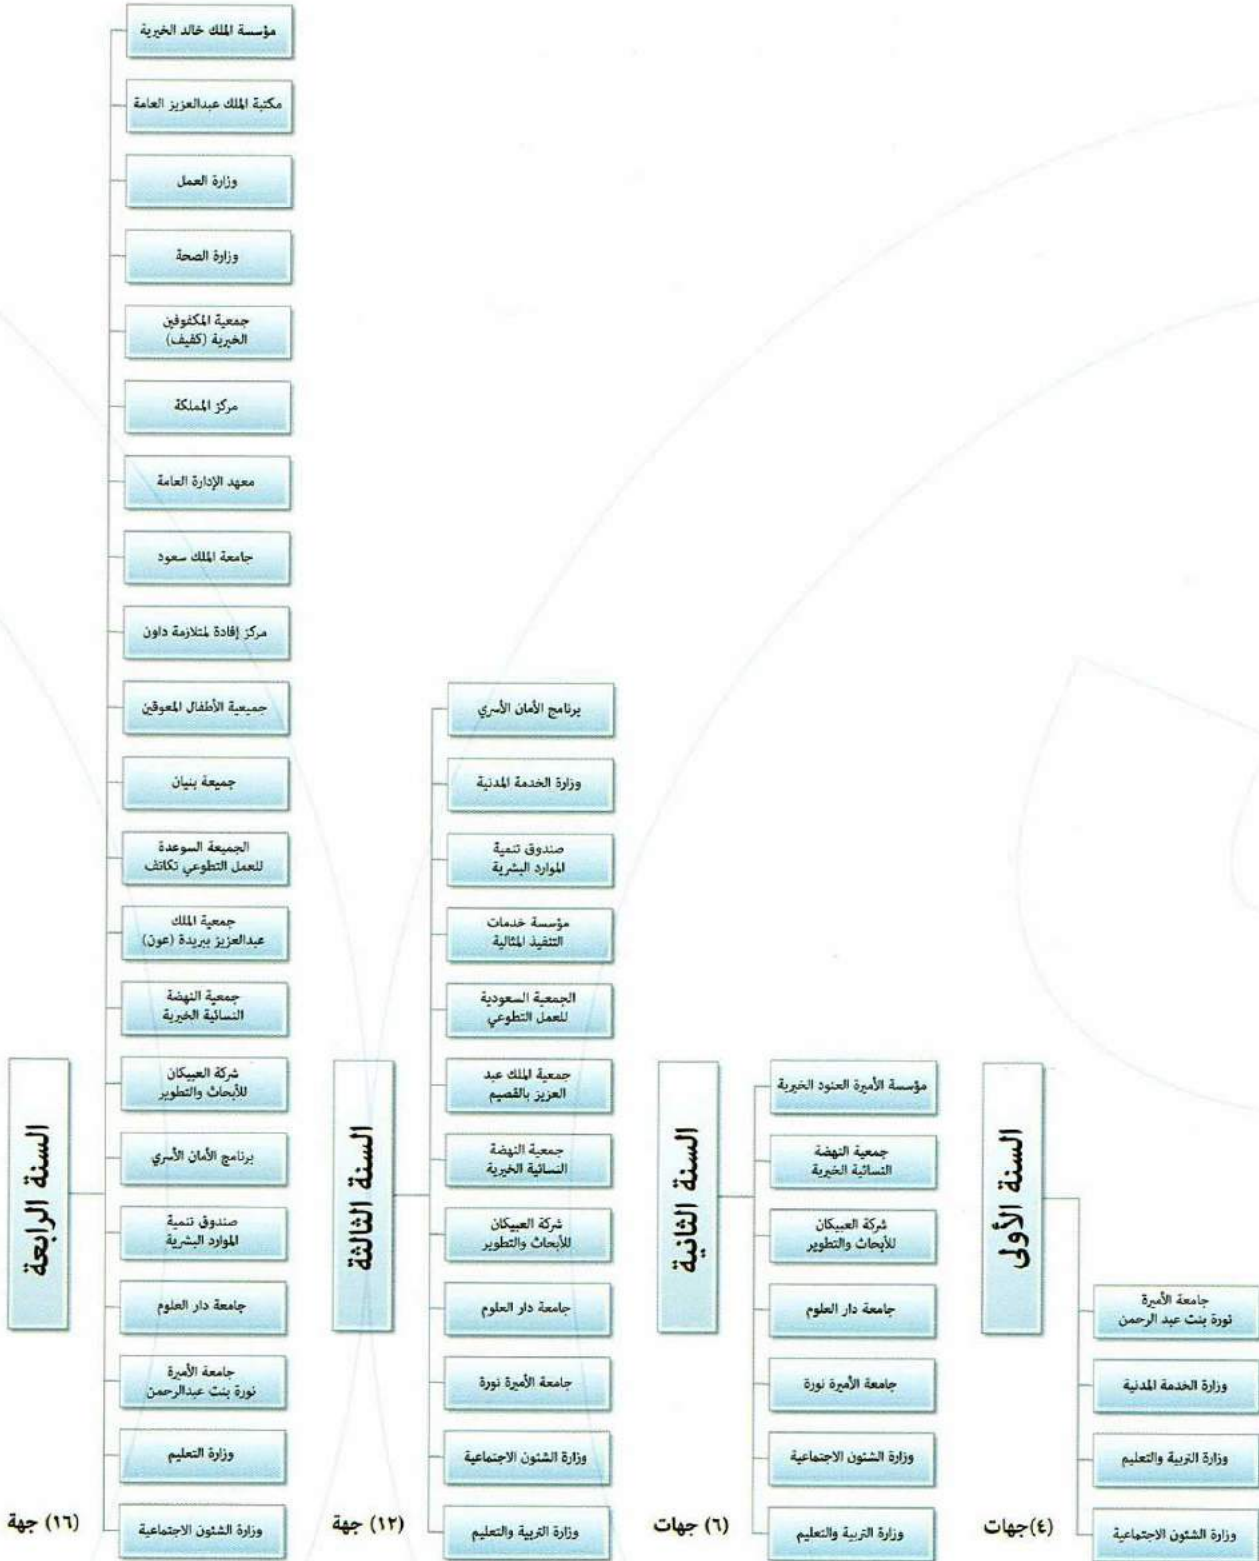 السنة الأولى
جامعة الأميرة
نورة بنت عبد الرحمن
وزارة الخدمة المدنية
وزارة التربية والتعليم
وزارة الشئون الاجتماعية
(٤) جهات
السنة الثانية
مؤسسة الأميرة العنود الخيرية
جمعية النهضة
النسائية الخيرية
شركة العبيكان
للأبحاث والتطوير
جامعة دار العلوم
جامعة الأميرة نورة
وزارة الشئون الاجتماعية
وزارة التربية والتعليم
(٦) جهات
السنة الثالثة
برنامج الأمان الأسري
وزارة الخدمة المدنية
صندوق تنمية
الموارد البشرية
مؤسسة خدمات
التنفيذ المثالية
الجمعية السعودية
للعمل التطوعي
جمعية الملك عبد
العزيز بالقصيم
جمعية النهضة
النسائية الخيرية
شركة العبيكان
للأبحاث والتطوير
جامعة دار العلوم
جامعة الأميرة نورة
وزارة الشئون الاجتماعية
وزارة التربية والتعليم
(١٢) جهة
السنة الرابعة
مؤسسة الملك خالد الخيرية
مكتبة الملك عبدالعزيز العامة
وزارة العمل
وزارة الصحة
جمعية المكفوفين
الخيرية (كفيف)
مركز المملكة
معهد الإدارة العامة
جامعة الملك سعود
مركز إفادة لمتلازمة داون
جميعية الأطفال المعوقين
جميعة بنيان
الجميعة السوعدة
للعمل التطوعي تكاتف
جمعية الملك
عبدالعزيز ببريدة (عون)
جمعية النهضة
النسائية الخيرية
شركة العبيكان
للأبحاث والتطوير
برنامج الأمان الأسري
صندوق تنمية
الموارد البشرية
جامعة دار العلوم
جامعة الأميرة
نورة بنت عبدالرحمن
وزارة التعليم
وزارة الشئون الاجتماعية
(١٦) جهة